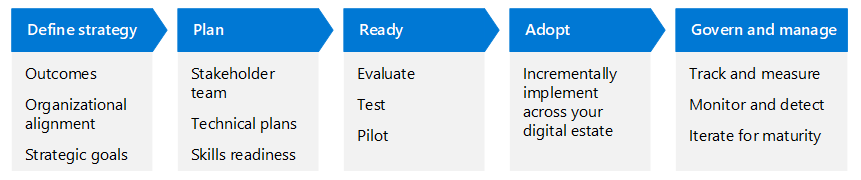 Define strategy
Outcomes
Organizational
alignment
Strategic goals
Plan
Stakeholder
team
Technical plans
Skills readiness
Ready
Evaluate
Test
Pilot
Adopt
Incrementally
implement
across your
digital estate
Govern and manage
Track and measure
Monitor and detect
Iterate for maturity